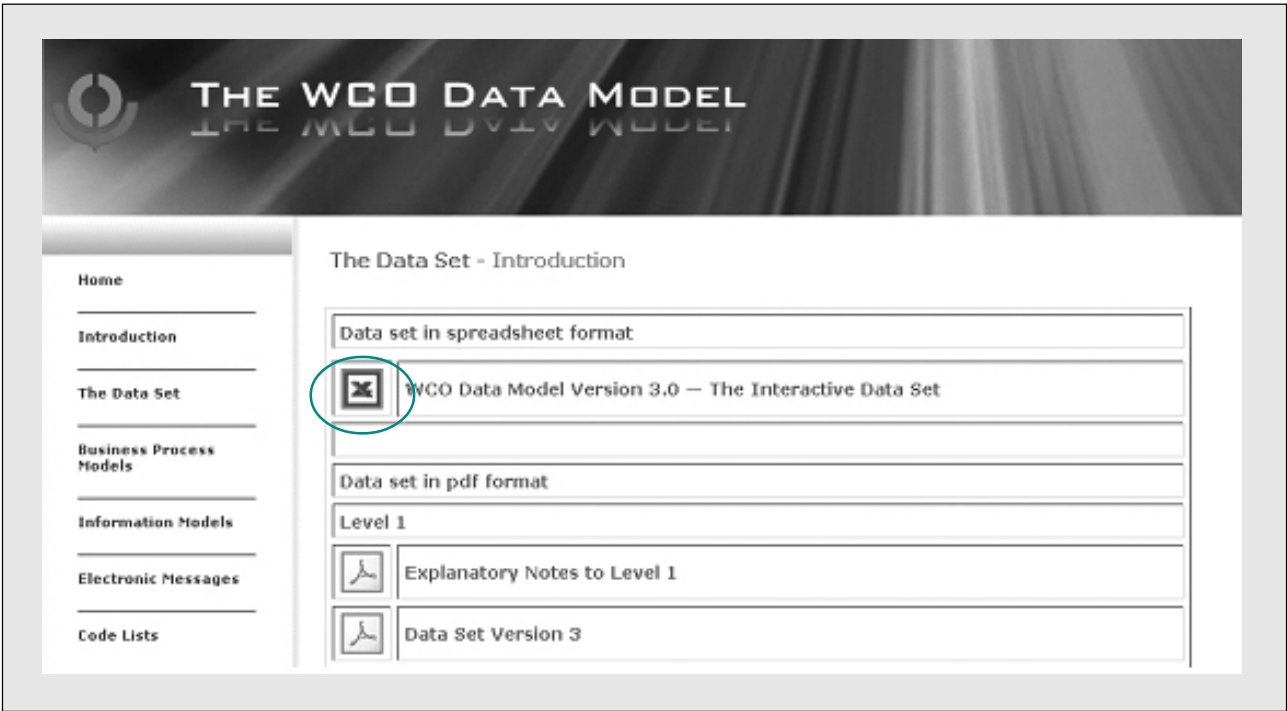 THE WCO DATA MODEL
Home
Introduction
The Data Set
Business Process
Models
Information Models
Electronic Messages
Code Lists
The Data Set - Introduction
Data set in spreadsheet format
WCO Data Model Version 3.0 — The Interactive Data Set
Data set in pdf format
Level 1
Explanatory Notes to Level 1
Data Set Version 3